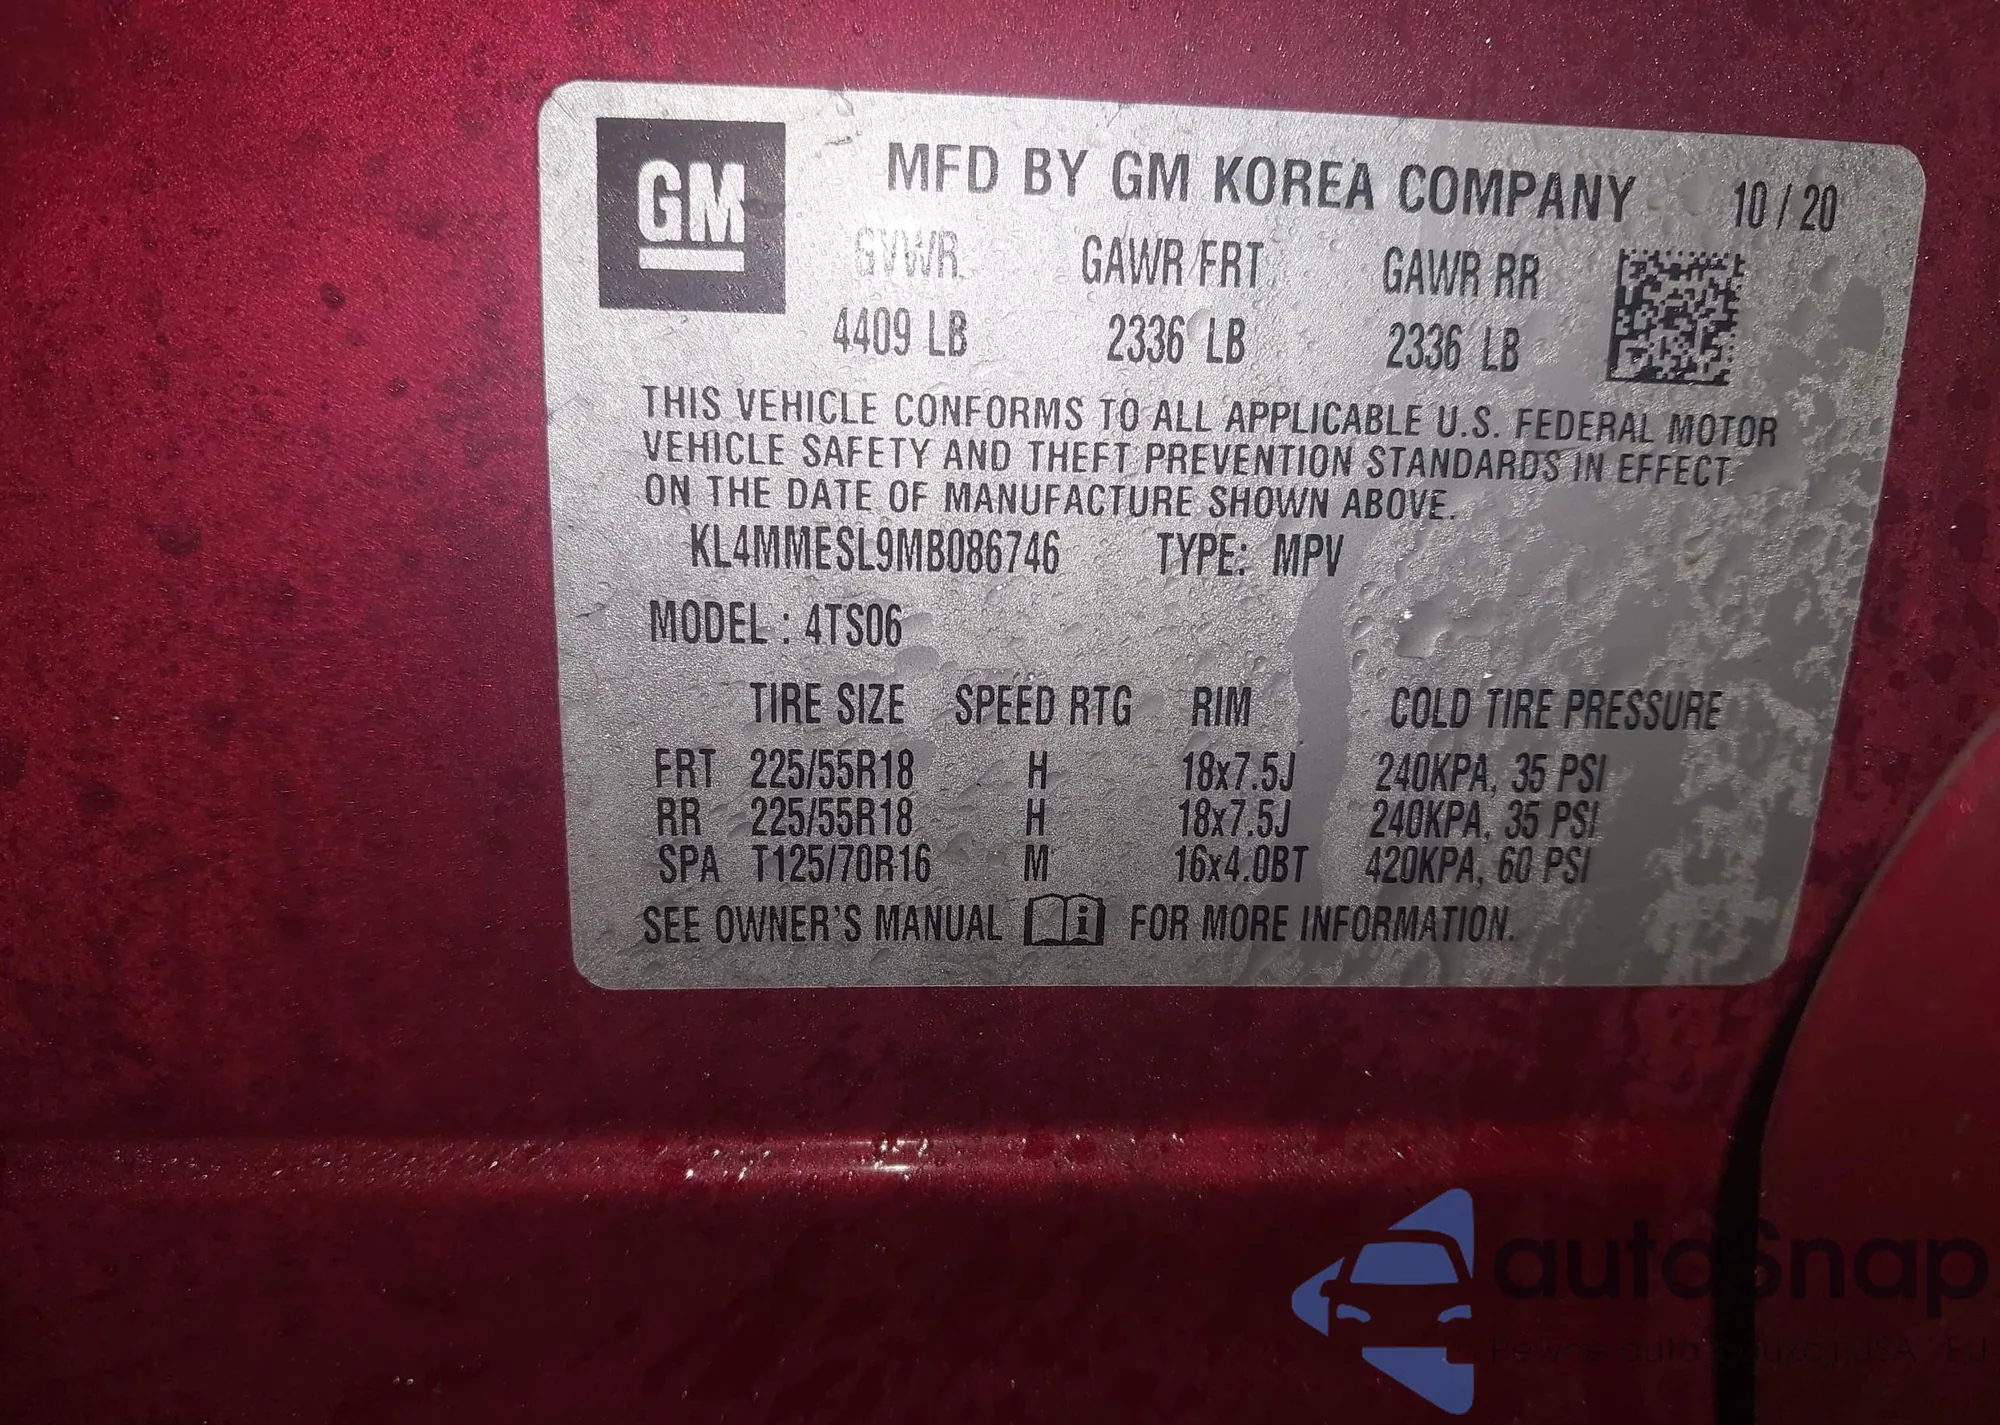 GM
MFD BY GM KOREA COMPANY 10 / 20
GVWR GAWR FRT GAWR RR
4409 LB 2336 LB 2336 LB
THIS VEHICLE CONFORMS TO ALL APPLICABLE U.S. FEDERAL MOTOR
VEHICLE SAFETY AND THEFT PREVENTION STANDARDS IN EFFECT
ON THE DATE OF MANUFACTURE SHOWN ABOVE.
KL4MMESL9MB086746 TYPE: MPV
MODEL : 4TS06
TIRE SIZE SPEED RTG RIM COLD TIRE PRESSURE
FRT 225/55R18 H 18x7.5J 240KPA, 35 PSI
RR 225/55R18 H 18x7.5J 240KPA, 35 PSI
SPA T125/70R16 M 16x4.0BT 420KPA, 60 PSI
SEE OWNER'S MANUAL FOR MORE INFORMATION.
autoSnap
auto USA